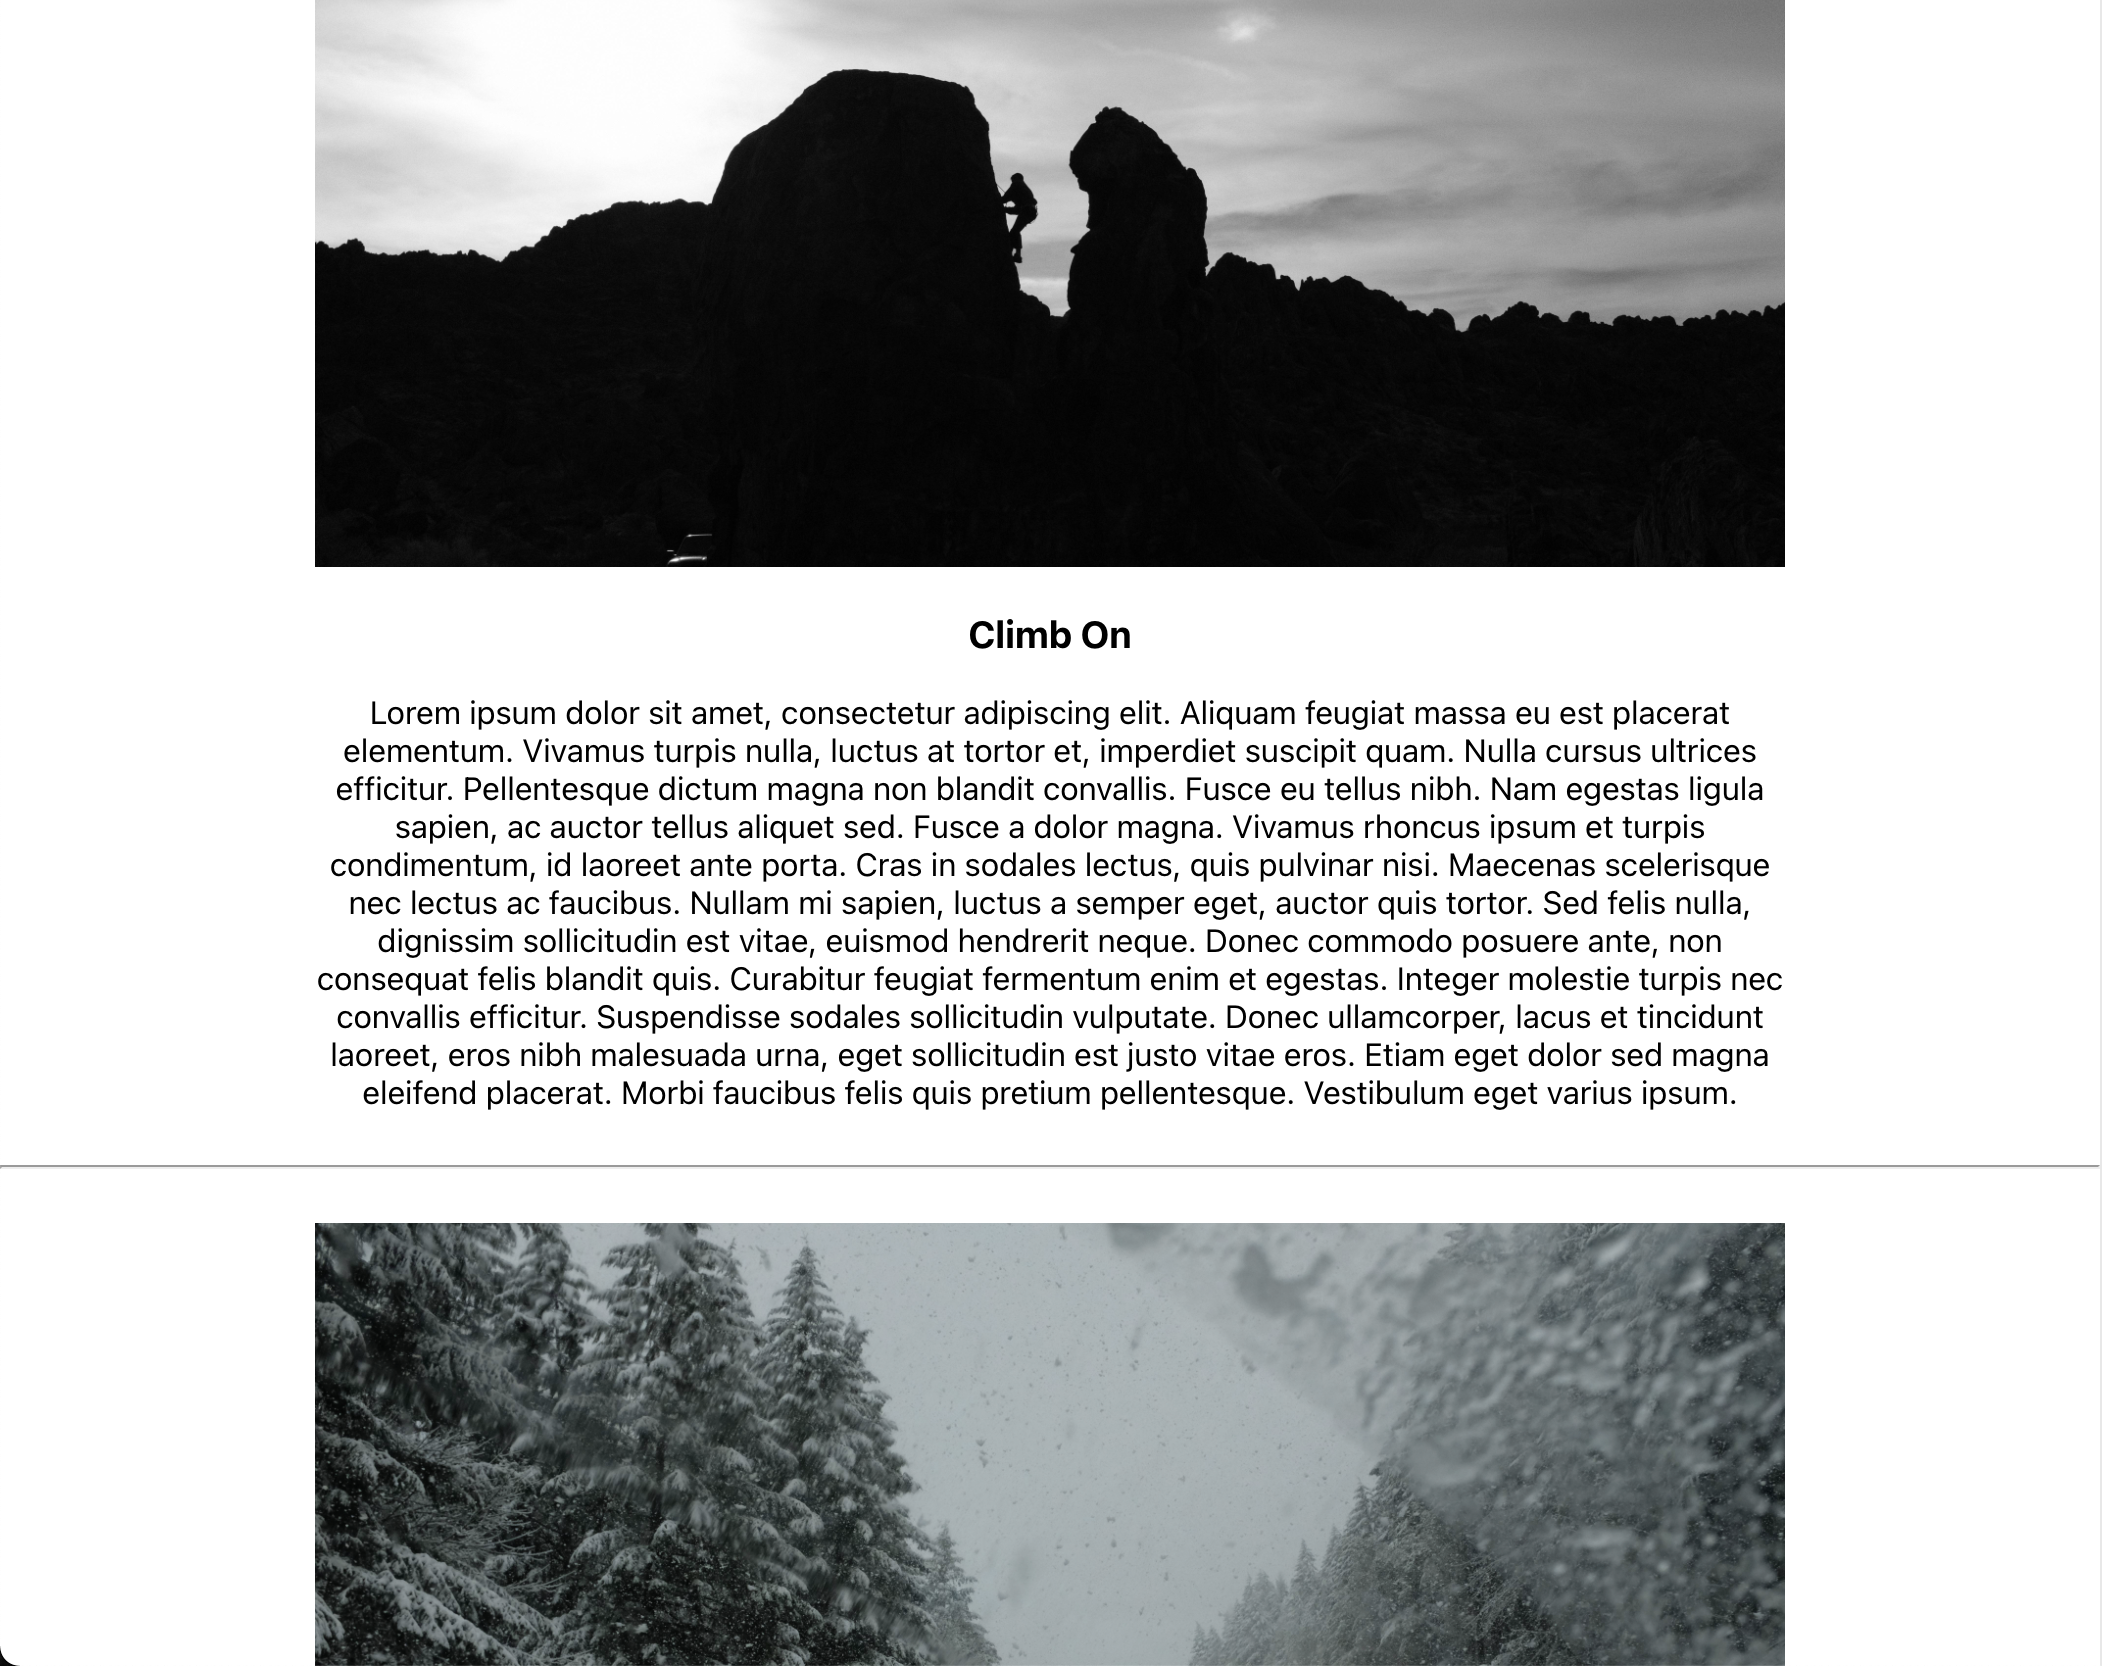 Climb On
Lorem ipsum dolor sit amet, consectetur adipiscing elit. Aliquam feugiat massa eu est placerat
elementum. Vivamus turpis nulla, luctus at tortor et, imperdiet suscipit quam. Nulla cursus ultrices
efficitur. Pellentesque dictum magna non blandit convallis. Fusce eu tellus nibh. Nam egestas ligula
sapien, ac auctor tellus aliquet sed. Fusce a dolor magna. Vivamus rhoncus ipsum et turpis
condimentum, id laoreet ante porta. Cras in sodales lectus, quis pulvinar nisi. Maecenas scelerisque
nec lectus ac faucibus. Nullam mi sapien, luctus a semper eget, auctor quis tortor. Sed felis nulla,
dignissim sollicitudin est vitae, euismod hendrerit neque. Donec commodo posuere ante, non
consequat felis blandit quis. Curabitur feugiat fermentum enim et egestas. Integer molestie turpis nec
convallis efficitur. Suspendisse sodales sollicitudin vulputate. Donec ullamcorper, lacus et tincidunt
laoreet, eros nibh malesuada urna, eget sollicitudin est justo vitae eros. Etiam eget dolor sed magna
eleifend placerat. Morbi faucibus felis quis pretium pellentesque. Vestibulum eget varius ipsum.